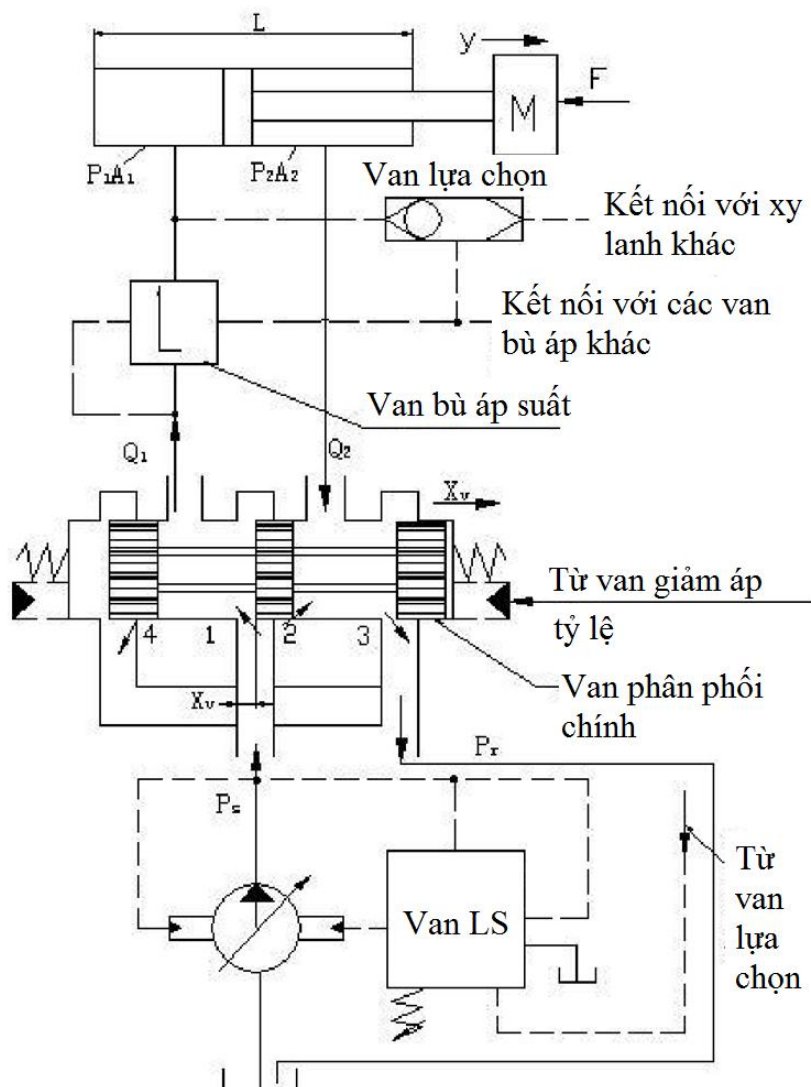 L
y
F
M
P₁A₁
P₂A₂
Van lựa chọn
Kết nối với xy
lanh khác
Kết nối với các van
bù áp khác
Van bù áp suất
Q₁
Q₂
Xᵥ
Từ van giảm áp
tỷ lệ
4
1
2
3
Xᵥ
Van phân phối
chính
Pᵣ
Pₛ
Van LS
Từ
van
lựa
chọn